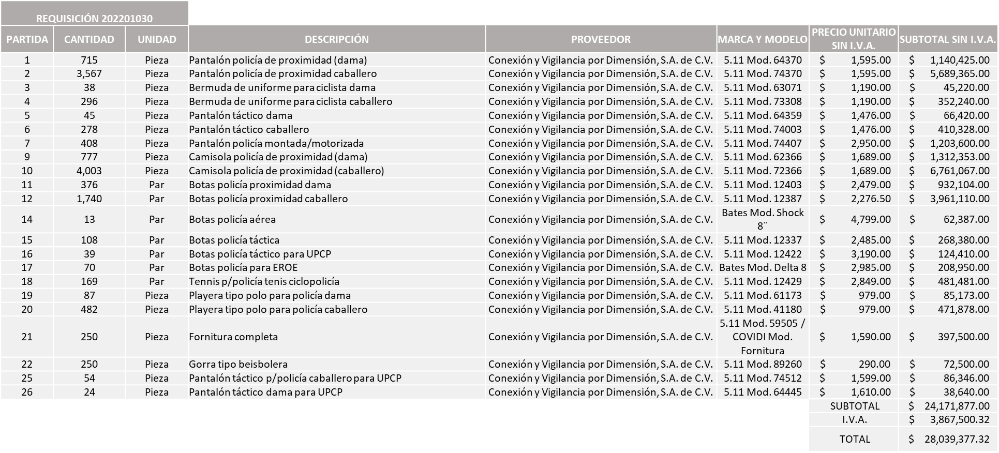 REQUISICIÓN 202201030
PARTIDA CANTIDAD UNIDAD DESCRIPCIÓN PROVEEDOR MARCA Y MODELO PRECIO UNITARIO SIN I.V.A. SUBTOTAL SIN I.V.A.
1 715 Pieza Pantalón policía de proximidad (dama) Conexión y Vigilancia por Dimensión, S.A. de C.V. 5.11 Mod. 64370 $ 1,595.00 $ 1,140,425.00
2 3,567 Pieza Pantalón policía de proximidad caballero Conexión y Vigilancia por Dimensión, S.A. de C.V. 5.11 Mod. 74370 $ 1,595.00 $ 5,689,365.00
3 38 Pieza Bermuda de uniforme para ciclista dama Conexión y Vigilancia por Dimensión, S.A. de C.V. 5.11 Mod. 63071 $ 1,190.00 $ 45,220.00
4 296 Pieza Bermuda de uniforme para ciclista caballero Conexión y Vigilancia por Dimensión, S.A. de C.V. 5.11 Mod. 73308 $ 1,190.00 $ 352,240.00
5 45 Pieza Pantalón táctico dama Conexión y Vigilancia por Dimensión, S.A. de C.V. 5.11 Mod. 64359 $ 1,476.00 $ 66,420.00
6 278 Pieza Pantalón táctico caballero Conexión y Vigilancia por Dimensión, S.A. de C.V. 5.11 Mod. 74003 $ 1,476.00 $ 410,328.00
7 408 Pieza Pantalón policía montada/motorizada Conexión y Vigilancia por Dimensión, S.A. de C.V. 5.11 Mod. 74407 $ 2,950.00 $ 1,203,600.00
9 777 Pieza Camisola policía de proximidad (dama) Conexión y Vigilancia por Dimensión, S.A. de C.V. 5.11 Mod. 62366 $ 1,689.00 $ 1,312,353.00
10 4,003 Pieza Camisola policía de proximidad (caballero) Conexión y Vigilancia por Dimensión, S.A. de C.V. 5.11 Mod. 72366 $ 1,689.00 $ 6,761,067.00
11 376 Par Botas policía proximidad dama Conexión y Vigilancia por Dimensión, S.A. de C.V. 5.11 Mod. 12403 $ 2,479.00 $ 932,104.00
12 1,740 Par Botas policía proximidad caballero Conexión y Vigilancia por Dimensión, S.A. de C.V. 5.11 Mod. 12387 $ 2,276.50 $ 3,961,110.00
14 13 Par Botas policía aérea Conexión y Vigilancia por Dimensión, S.A. de C.V. Bates Mod. Shock 8¨ $ 4,799.00 $ 62,387.00
15 108 Par Botas policía táctica Conexión y Vigilancia por Dimensión, S.A. de C.V. 5.11 Mod. 12337 $ 2,485.00 $ 268,380.00
16 39 Par Botas policía táctico para UPCP Conexión y Vigilancia por Dimensión, S.A. de C.V. 5.11 Mod. 12422 $ 3,190.00 $ 124,410.00
17 70 Par Botas policía para EROE Conexión y Vigilancia por Dimensión, S.A. de C.V. Bates Mod. Delta 8 $ 2,985.00 $ 208,950.00
18 169 Par Tennis p/policía tenis ciclopolicía Conexión y Vigilancia por Dimensión, S.A. de C.V. 5.11 Mod. 12429 $ 2,849.00 $ 481,481.00
19 87 Pieza Playera tipo polo para policía dama Conexión y Vigilancia por Dimensión, S.A. de C.V. 5.11 Mod. 61173 $ 979.00 $ 85,173.00
20 482 Pieza Playera tipo polo para policía caballero Conexión y Vigilancia por Dimensión, S.A. de C.V. 5.11 Mod. 41180 $ 979.00 $ 471,878.00
21 250 Pieza Fornitura completa Conexión y Vigilancia por Dimensión, S.A. de C.V. 5.11 Mod. 59505 / COVIDI Mod. Fornitura $ 1,590.00 $ 397,500.00
22 250 Pieza Gorra tipo beisbolera Conexión y Vigilancia por Dimensión, S.A. de C.V. 5.11 Mod. 89260 $ 290.00 $ 72,500.00
25 54 Pieza Pantalón táctico p/policía caballero para UPCP Conexión y Vigilancia por Dimensión, S.A. de C.V. 5.11 Mod. 74512 $ 1,599.00 $ 86,346.00
26 24 Pieza Pantalón táctico dama para UPCP Conexión y Vigilancia por Dimensión, S.A. de C.V. 5.11 Mod. 64445 $ 1,610.00 $ 38,640.00
SUBTOTAL $ 24,171,877.00
I.V.A. $ 3,867,500.32
TOTAL $ 28,039,377.32